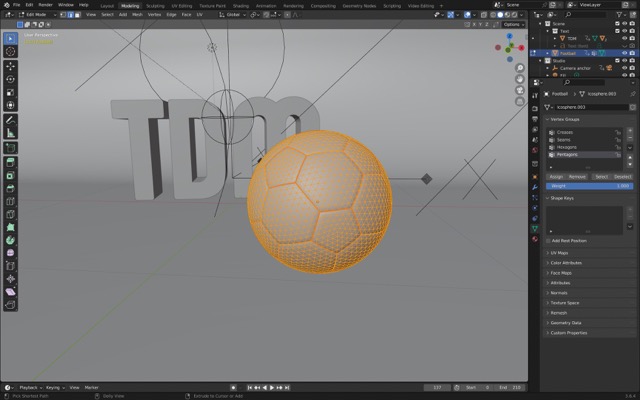 File Edit Render Window Help Layout Modeling Sculpting UV Editing Texture Paint Shading Animation Rendering Compositing Geometry Nodes Scripting Video Editing + Scene ViewLayer
Edit Mode View Select Add Mesh Vertex Edge Face UV Global
Options
User Perspective
Scene
Text
TDM
Football
Studio
Camera anchor
Football Icosphere.003
Icosphere.003
Vertex Groups
Creases
Seams
Hexagons
Pentagons
Assign Remove Select Deselect
Weight 1.000
Shape Keys
Add Rest Position
UV Maps
Color Attributes
Face Maps
Attributes
Normals
Texture Space
Remesh
Geometry Data
Custom Properties
TDM
Playback Keying View Marker 137 Start 0 End 210
Pick Shortest Path Dolly View Extrude to Cursor or Add